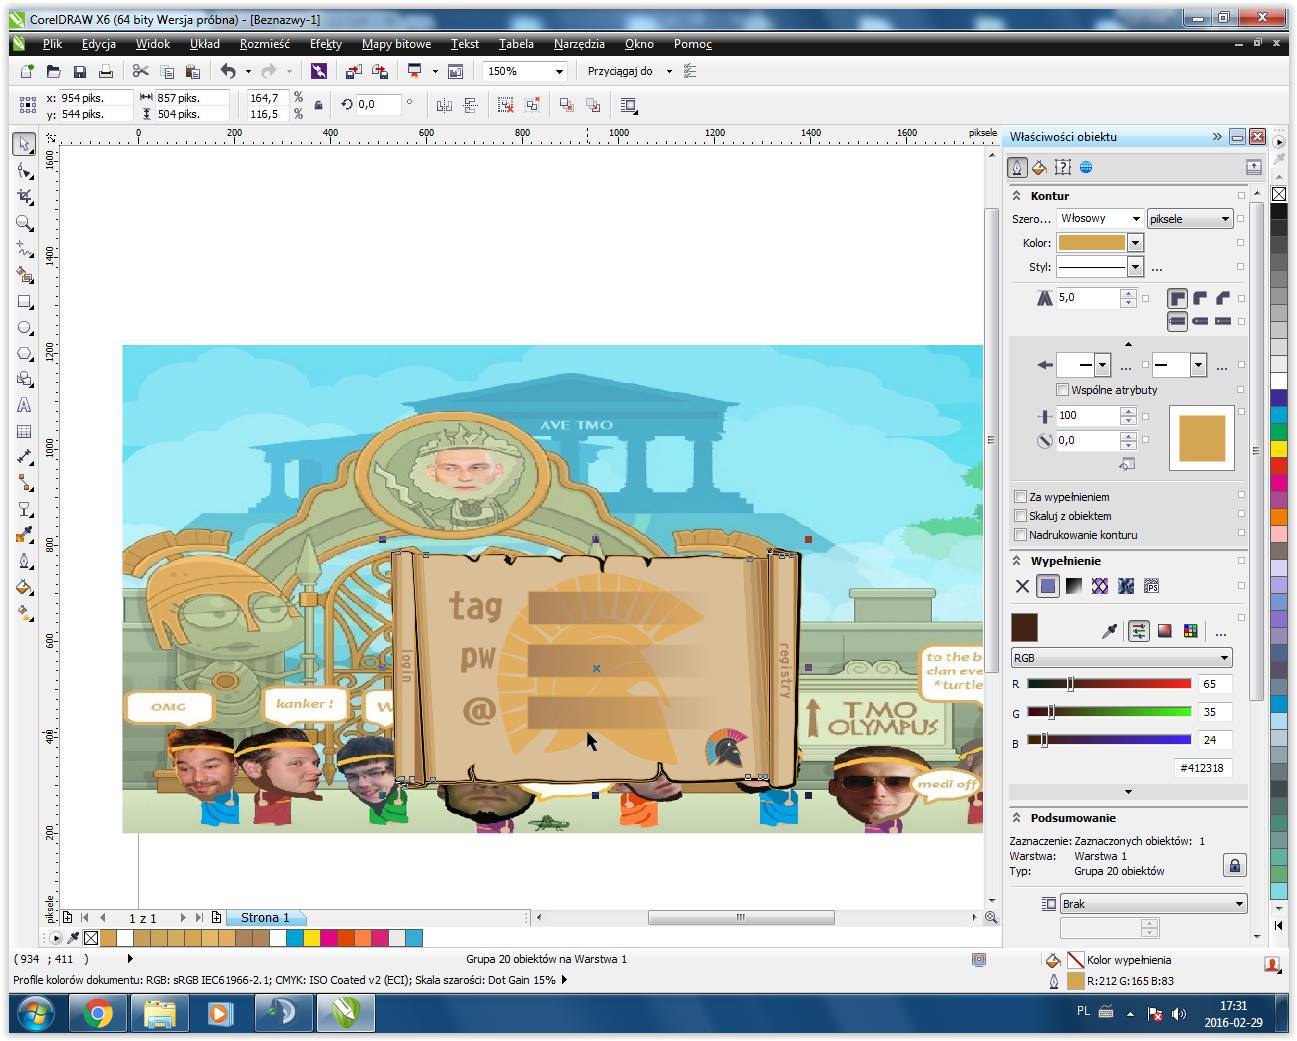 CorelDRAW X6 (64 bity Wersja próbna) - [Beznazwy-1]
Plik Edycja Widok Układ Rozmieść Efekty Mapy bitowe Tekst Tabela Narzędzia Okno Pomoc
150% Przyciągaj do
x: 954 piks. 857 piks. 164,7 % 0,0 °
y: 544 piks. 504 piks. 116,5 %
0 200 400 600 800 1000 1200 1400 1600 piksele
1600
1400
1200
1000
800
600
400
200
piksele
AVE TMO
OMG
kanker !
W
to the b
clan eve
*turtle
TMO
OLYMPUS
medi off
login
tag
pw
@
registry
Właściwości obiektu
Kontur
Szero... Włosowy piksele
Kolor:
Styl: ...
5,0
... ...
Wspólne atrybuty
100
0,0
Za wypełnieniem
Skaluj z obiektem
Nadrukowanie konturu
Wypełnienie
PS
...
RGB
R 65
G 35
B 24
#412318
Podsumowanie
Zaznaczenie: Zaznaczonych obiektów: 1
Warstwa: Warstwa 1
Typ: Grupa 20 obiektów
Brak
1 z 1 Strona 1
( 934 ; 411 ) Grupa 20 obiektów na Warstwa 1 Kolor wypełnienia
Profile kolorów dokumentu: RGB: sRGB IEC61966-2.1; CMYK: ISO Coated v2 (ECI); Skala szarości: Dot Gain 15% R:212 G:165 B:83
PL 17:31
2016-02-29